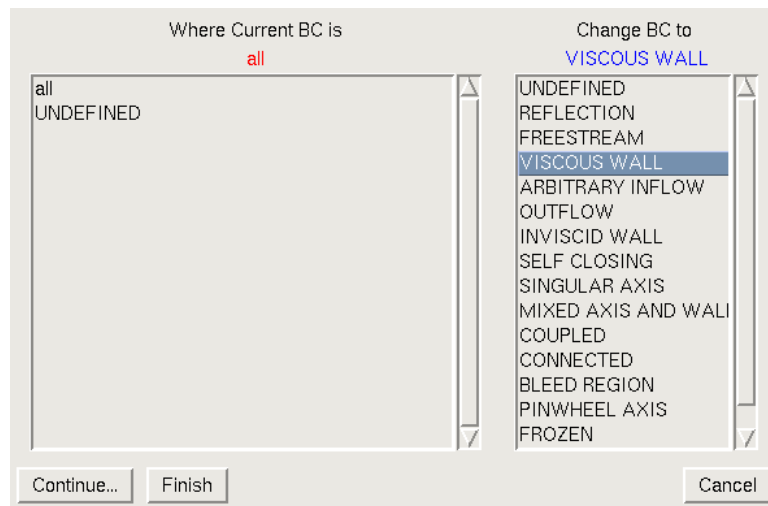 Where Current BC is
all
all
UNDEFINED
Change BC to
VISCOUS WALL
UNDEFINED
REFLECTION
FREESTREAM
VISCOUS WALL
ARBITRARY INFLOW
OUTFLOW
INVISCID WALL
SELF CLOSING
SINGULAR AXIS
MIXED AXIS AND WALI
COUPLED
CONNECTED
BLEED REGION
PINWHEEL AXIS
FROZEN
Continue...
Finish
Cancel